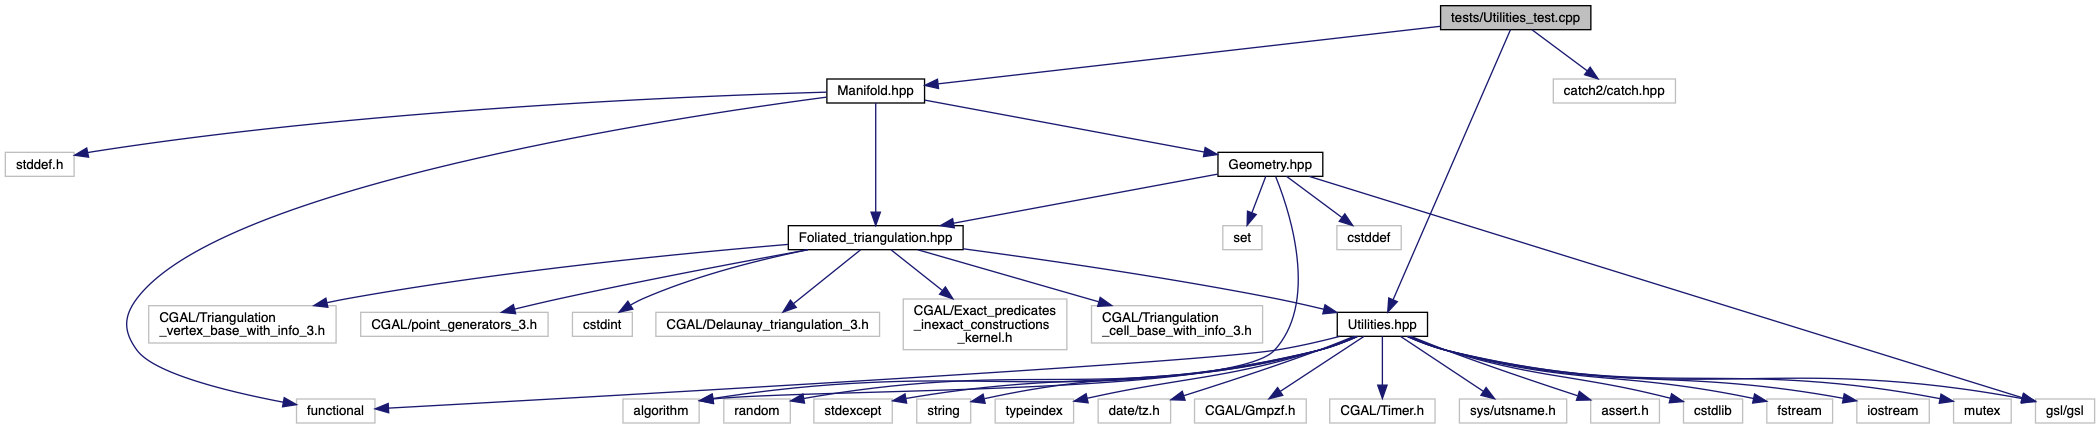 tests/Utilities_test.cpp
Manifold.hpp
catch2/catch.hpp
stddef.h
Geometry.hpp
Foliated_triangulation.hpp
set
cstddef
CGAL/Triangulation
_vertex_base_with_info_3.h
CGAL/point_generators_3.h
cstdint
CGAL/Delaunay_triangulation_3.h
CGAL/Exact_predicates
_inexact_constructions
_kernel.h
CGAL/Triangulation
_cell_base_with_info_3.h
Utilities.hpp
functional
algorithm
random
stdexcept
string
typeindex
date/tz.h
CGAL/Gmpzf.h
CGAL/Timer.h
sys/utsname.h
assert.h
cstdlib
fstream
iostream
mutex
gsl/gsl